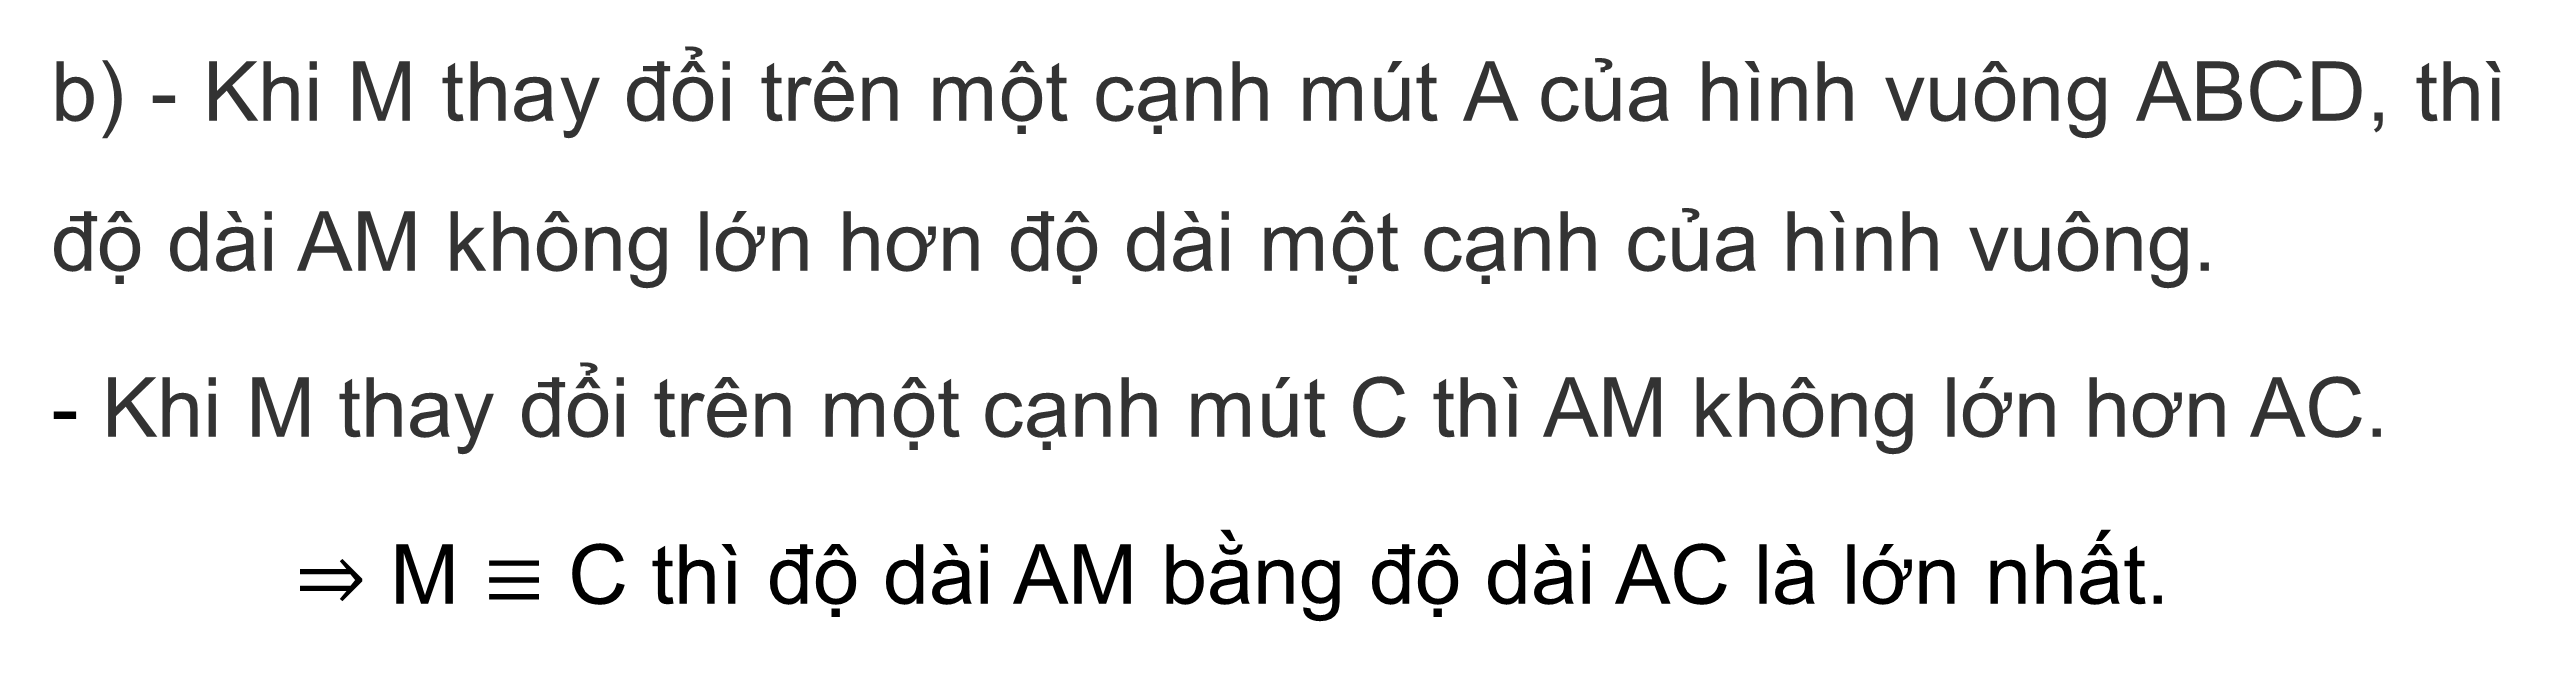 b) - Khi M thay đổi trên một cạnh mút A của hình vuông ABCD, thì
độ dài AM không lớn hơn độ dài một cạnh của hình vuông.
- Khi M thay đổi trên một cạnh mút C thì AM không lớn hơn AC.
⇒ M ≡ C thì độ dài AM bằng độ dài AC là lớn nhất.